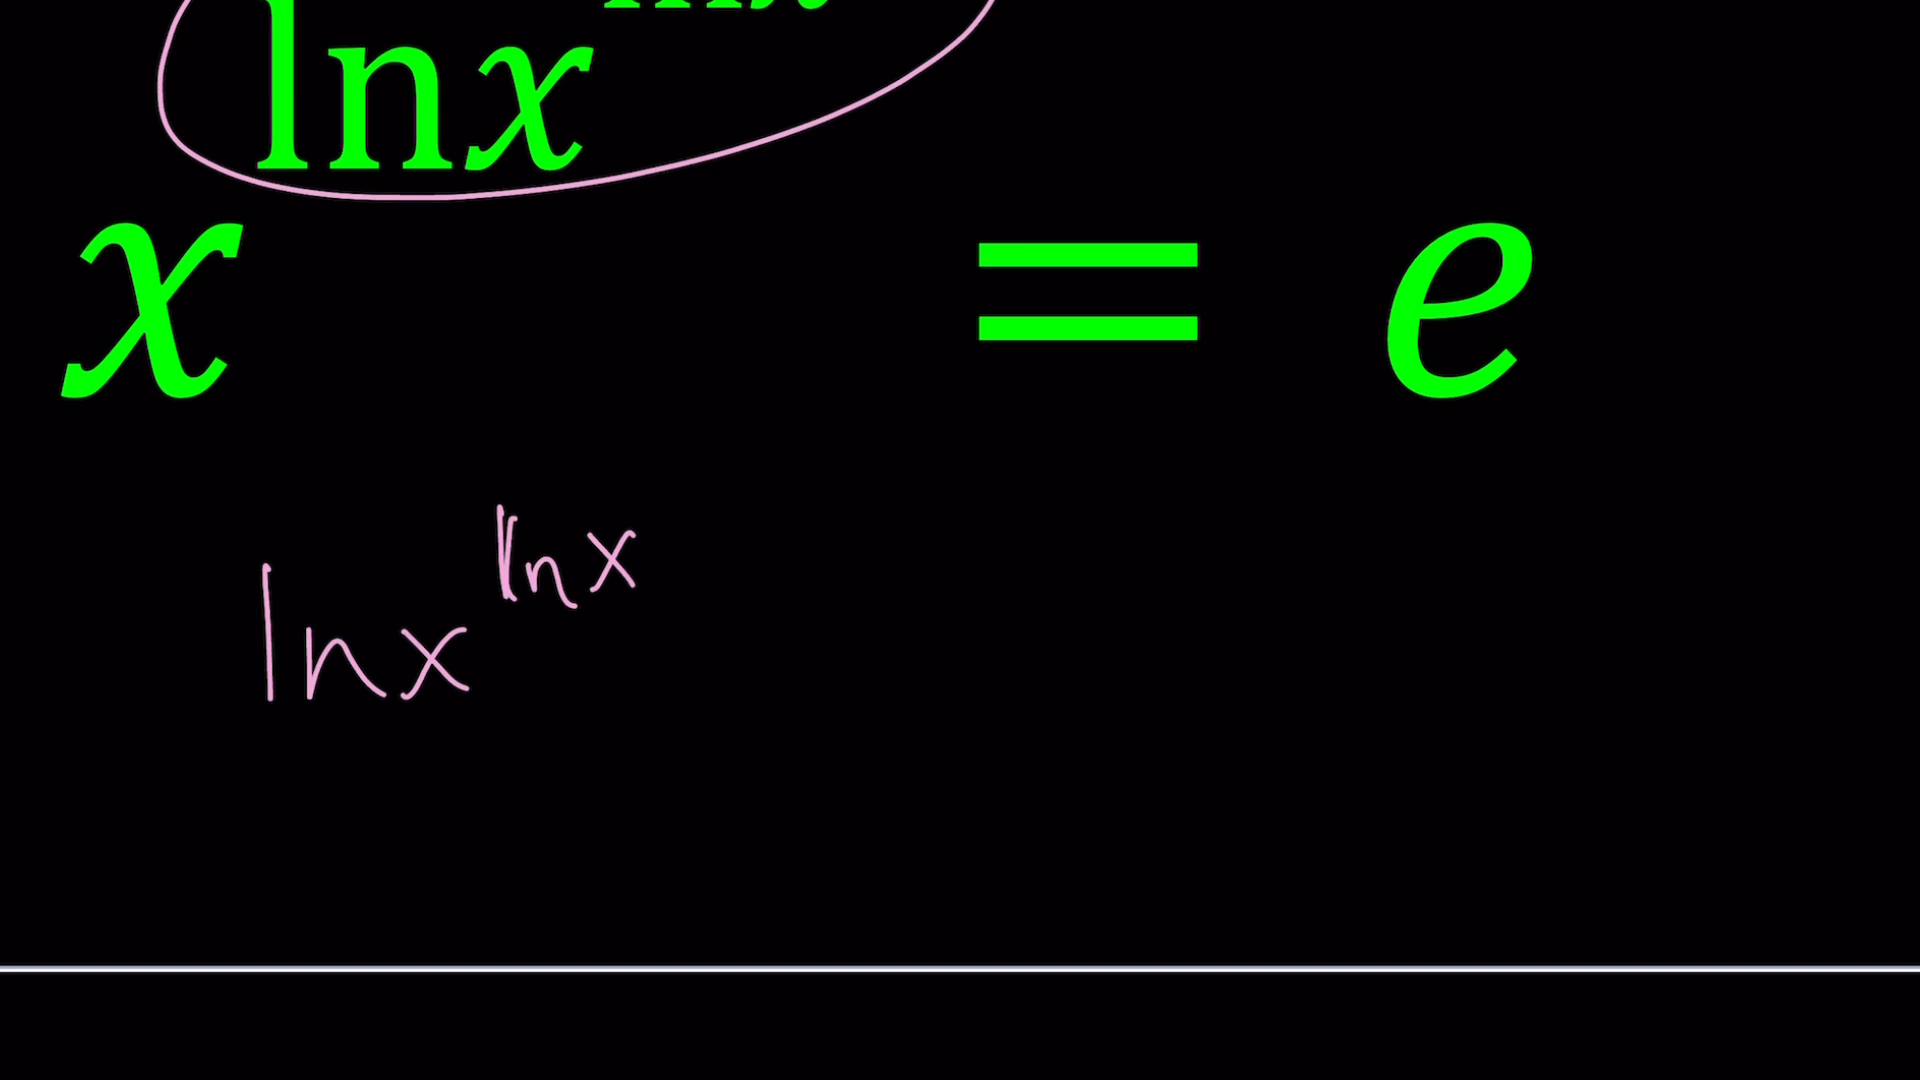 ln x
x = e
ln x^ln x